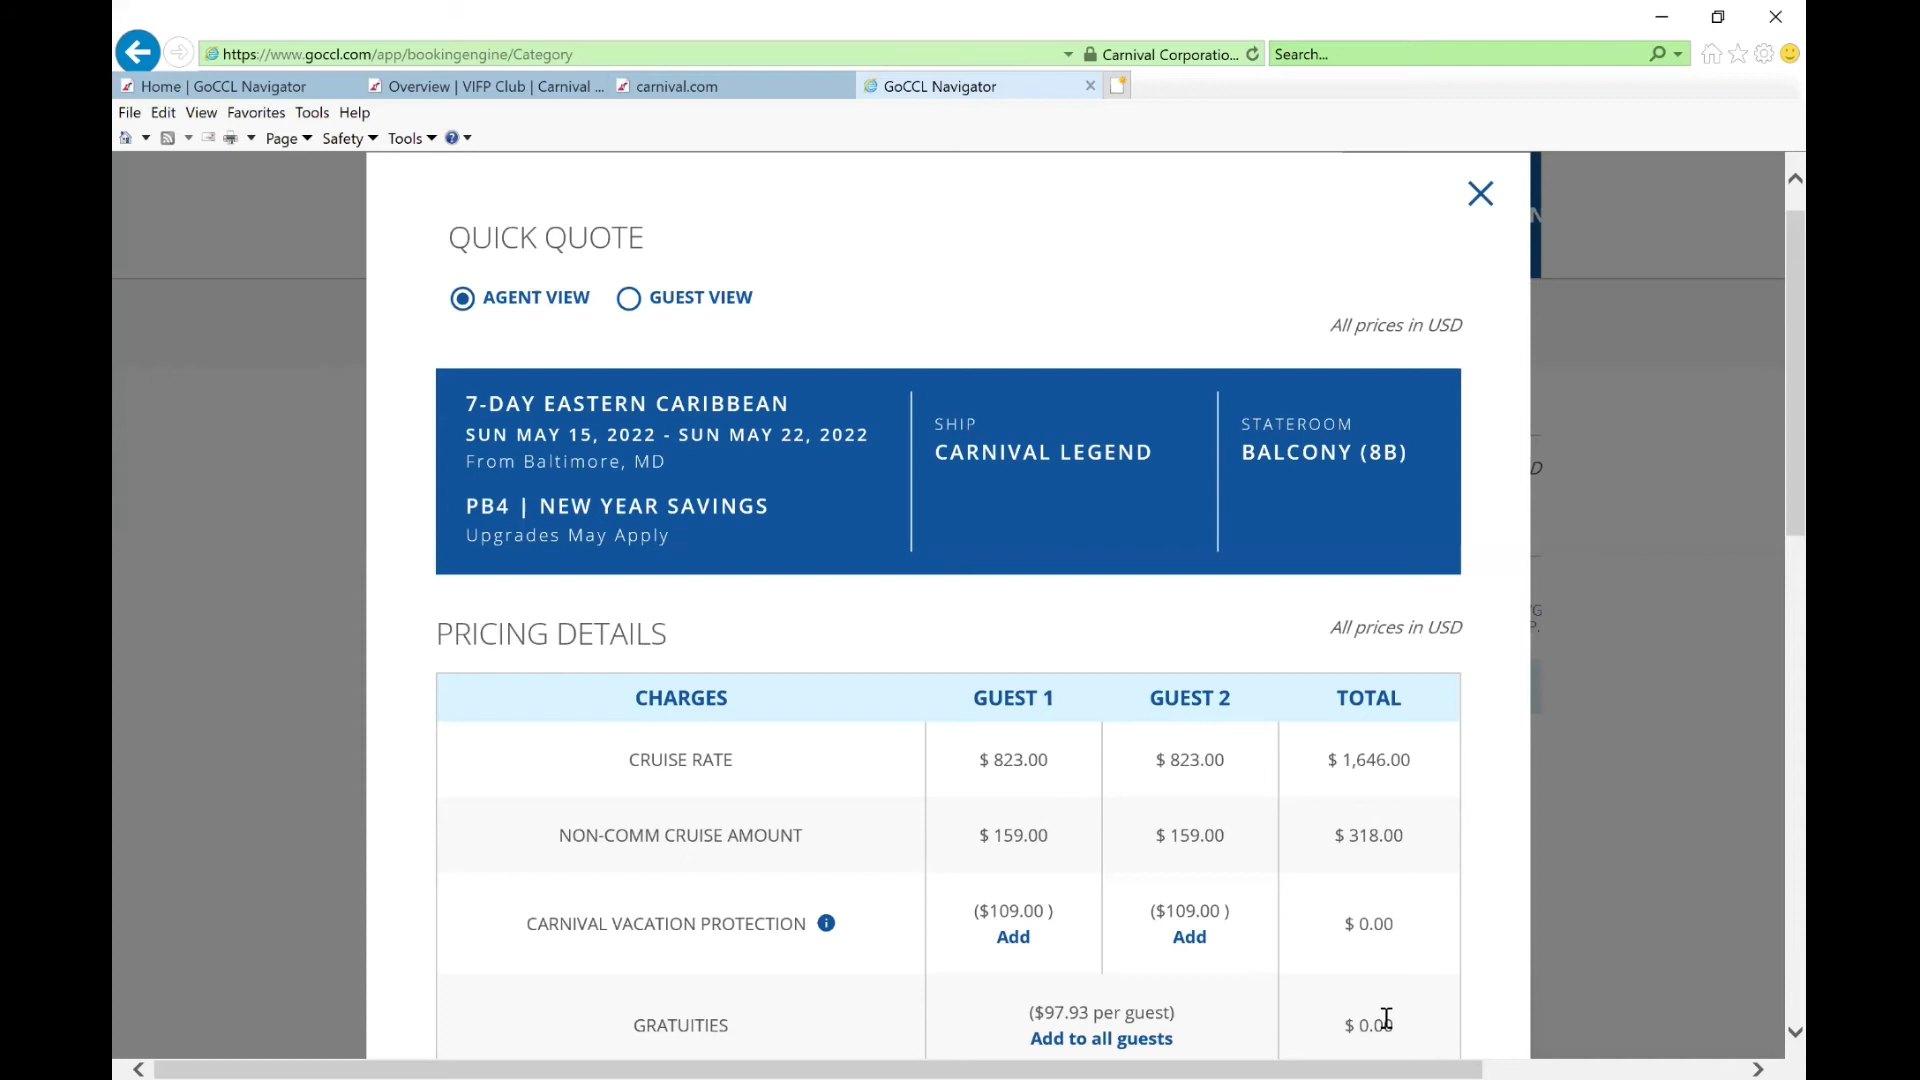 https://www.goccl.com/app/bookingengine/Category
Carnival Corporatio...
Search...
Home | GoCCL Navigator
Overview | VIFP Club | Carnival ...
carnival.com
GoCCL Navigator
File Edit View Favorites Tools Help
Page Safety Tools
QUICK QUOTE
AGENT VIEW GUEST VIEW
All prices in USD
7-DAY EASTERN CARIBBEAN
SUN MAY 15, 2022 - SUN MAY 22, 2022
From Baltimore, MD
PB4 | NEW YEAR SAVINGS
Upgrades May Apply
SHIP
CARNIVAL LEGEND
STATEROOM
BALCONY (8B)
PRICING DETAILS
All prices in USD
CHARGES GUEST 1 GUEST 2 TOTAL
CRUISE RATE $ 823.00 $ 823.00 $ 1,646.00
NON-COMM CRUISE AMOUNT $ 159.00 $ 159.00 $ 318.00
CARNIVAL VACATION PROTECTION ($109.00 ) Add ($109.00 ) Add $ 0.00
GRATUITIES ($97.93 per guest) $ 0.00
Add to all guests